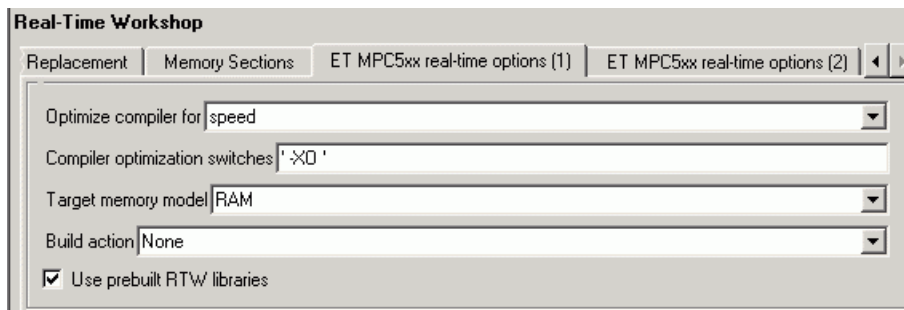 Real-Time Workshop
Replacement Memory Sections ET MPC5xx real-time options (1) ET MPC5xx real-time options (2)
Optimize compiler for speed
Compiler optimization switches ' -XO '
Target memory model RAM
Build action None
Use prebuilt RTW libraries